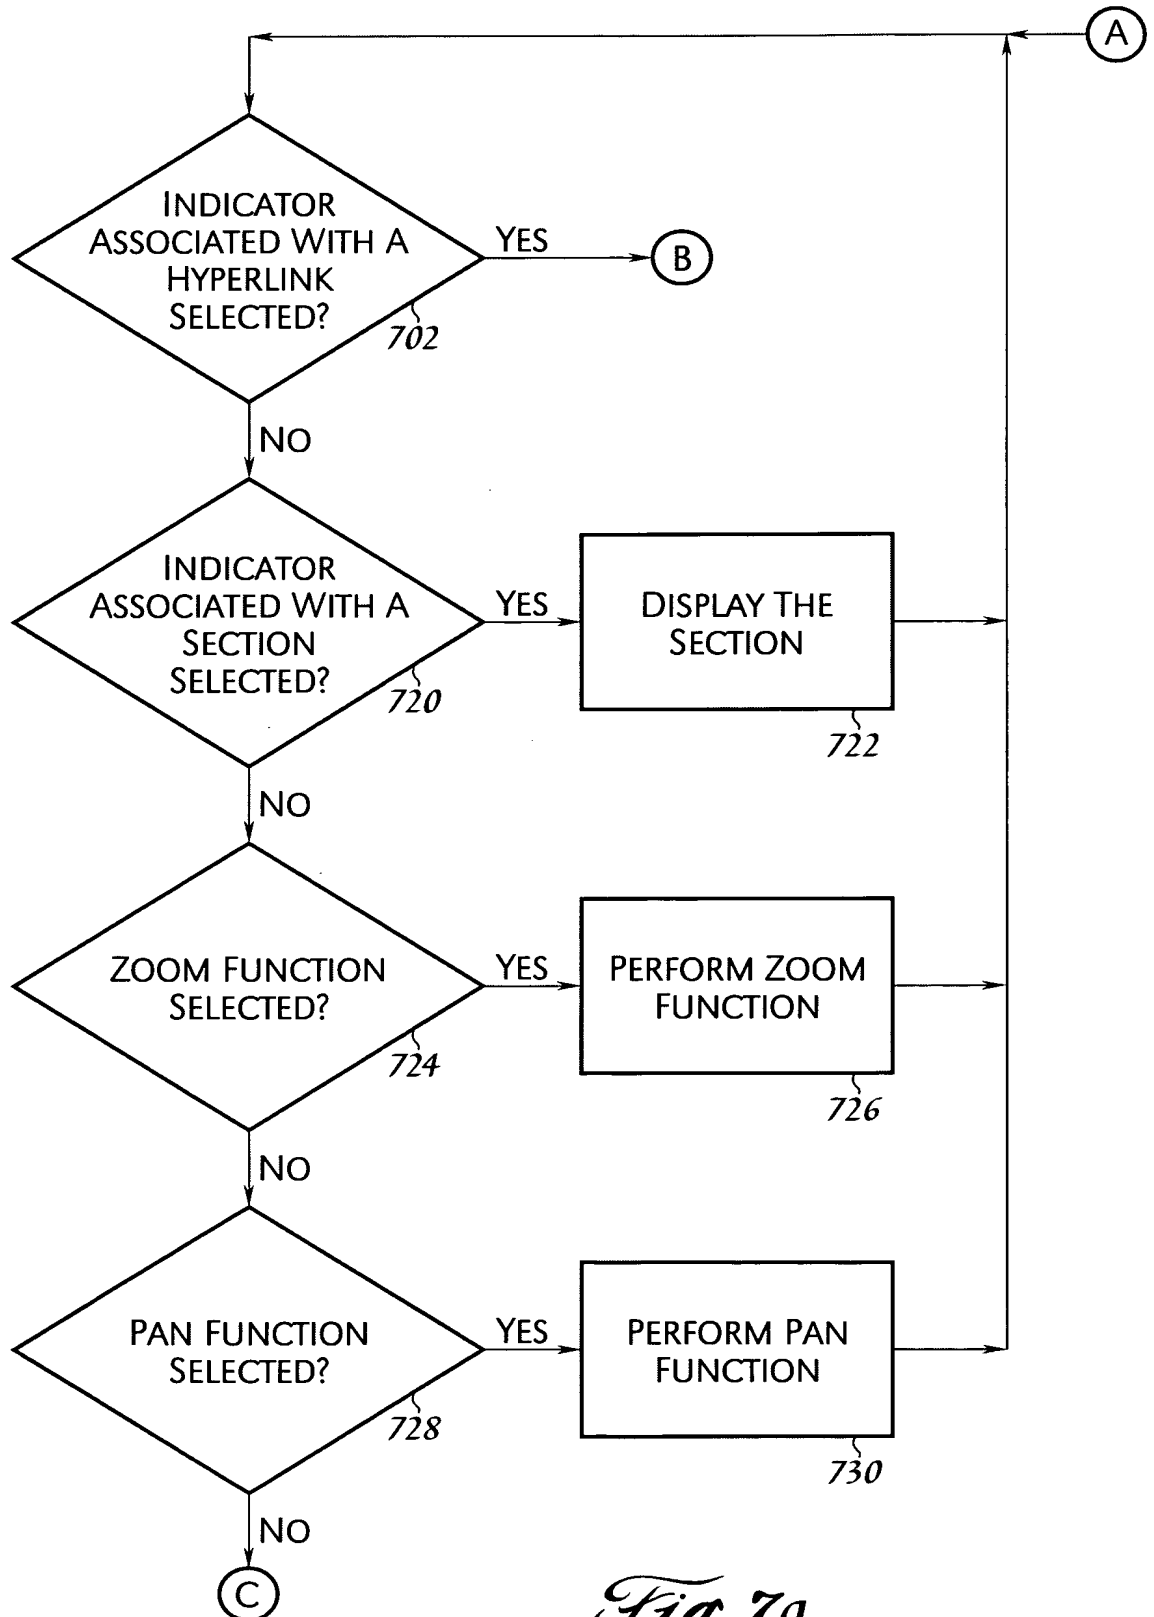 A
INDICATOR
ASSOCIATED WITH A
HYPERLINK
SELECTED?
702
YES
B
NO
INDICATOR
ASSOCIATED WITH A
SECTION
SELECTED?
720
YES
DISPLAY THE
SECTION
722
NO
ZOOM FUNCTION
SELECTED?
724
YES
PERFORM ZOOM
FUNCTION
726
NO
PAN FUNCTION
SELECTED?
728
YES
PERFORM PAN
FUNCTION
730
NO
C
Fig. 7a